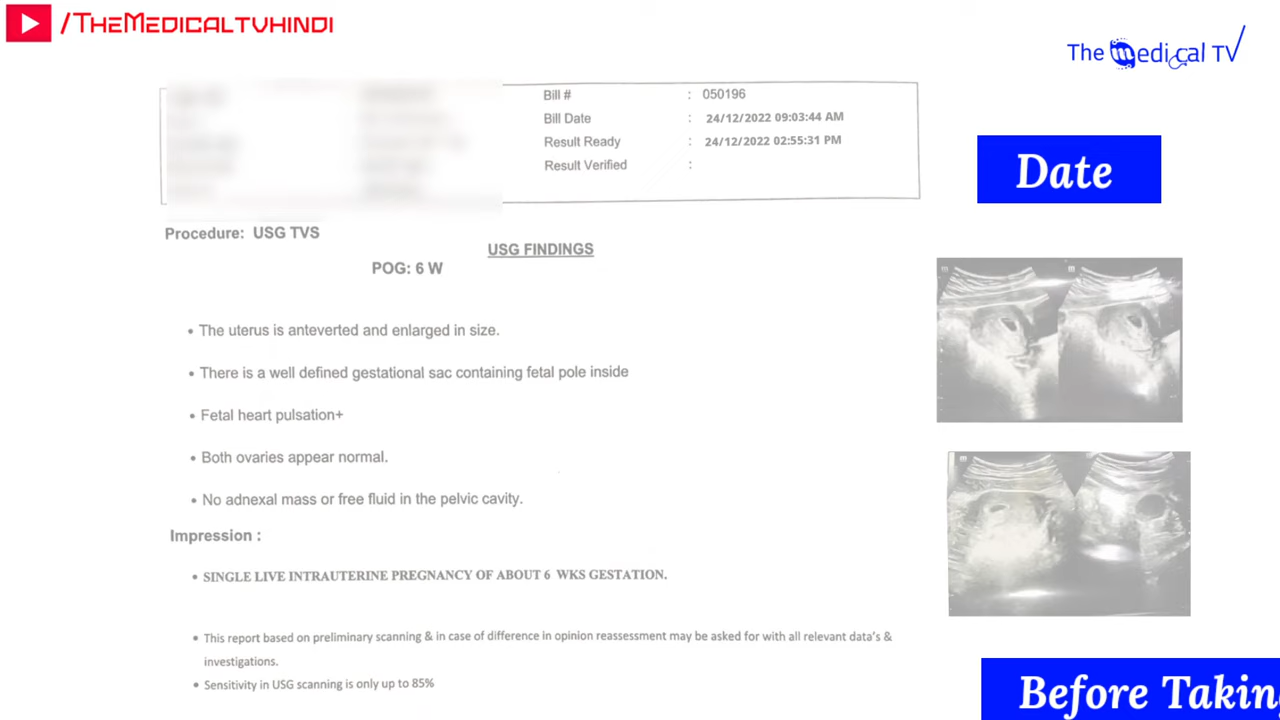 /TheMedicaltvhindi
The medical TV
Bill # : 050196
Bill Date : 24/12/2022 09:03:44 AM
Result Ready : 24/12/2022 02:55:31 PM
Result Verified :
Date
Procedure: USG TVS
USG FINDINGS
POG: 6 W
• The uterus is anteverted and enlarged in size.
• There is a well defined gestational sac containing fetal pole inside
• Fetal heart pulsation+
• Both ovaries appear normal.
• No adnexal mass or free fluid in the pelvic cavity.
Impression :
• SINGLE LIVE INTRAUTERINE PREGNANCY OF ABOUT 6 WKS GESTATION.
• This report based on preliminary scanning & in case of difference in opinion reassessment may be asked for with all relevant data's &
investigations.
• Sensitivity in USG scanning is only up to 85%
Before Taking